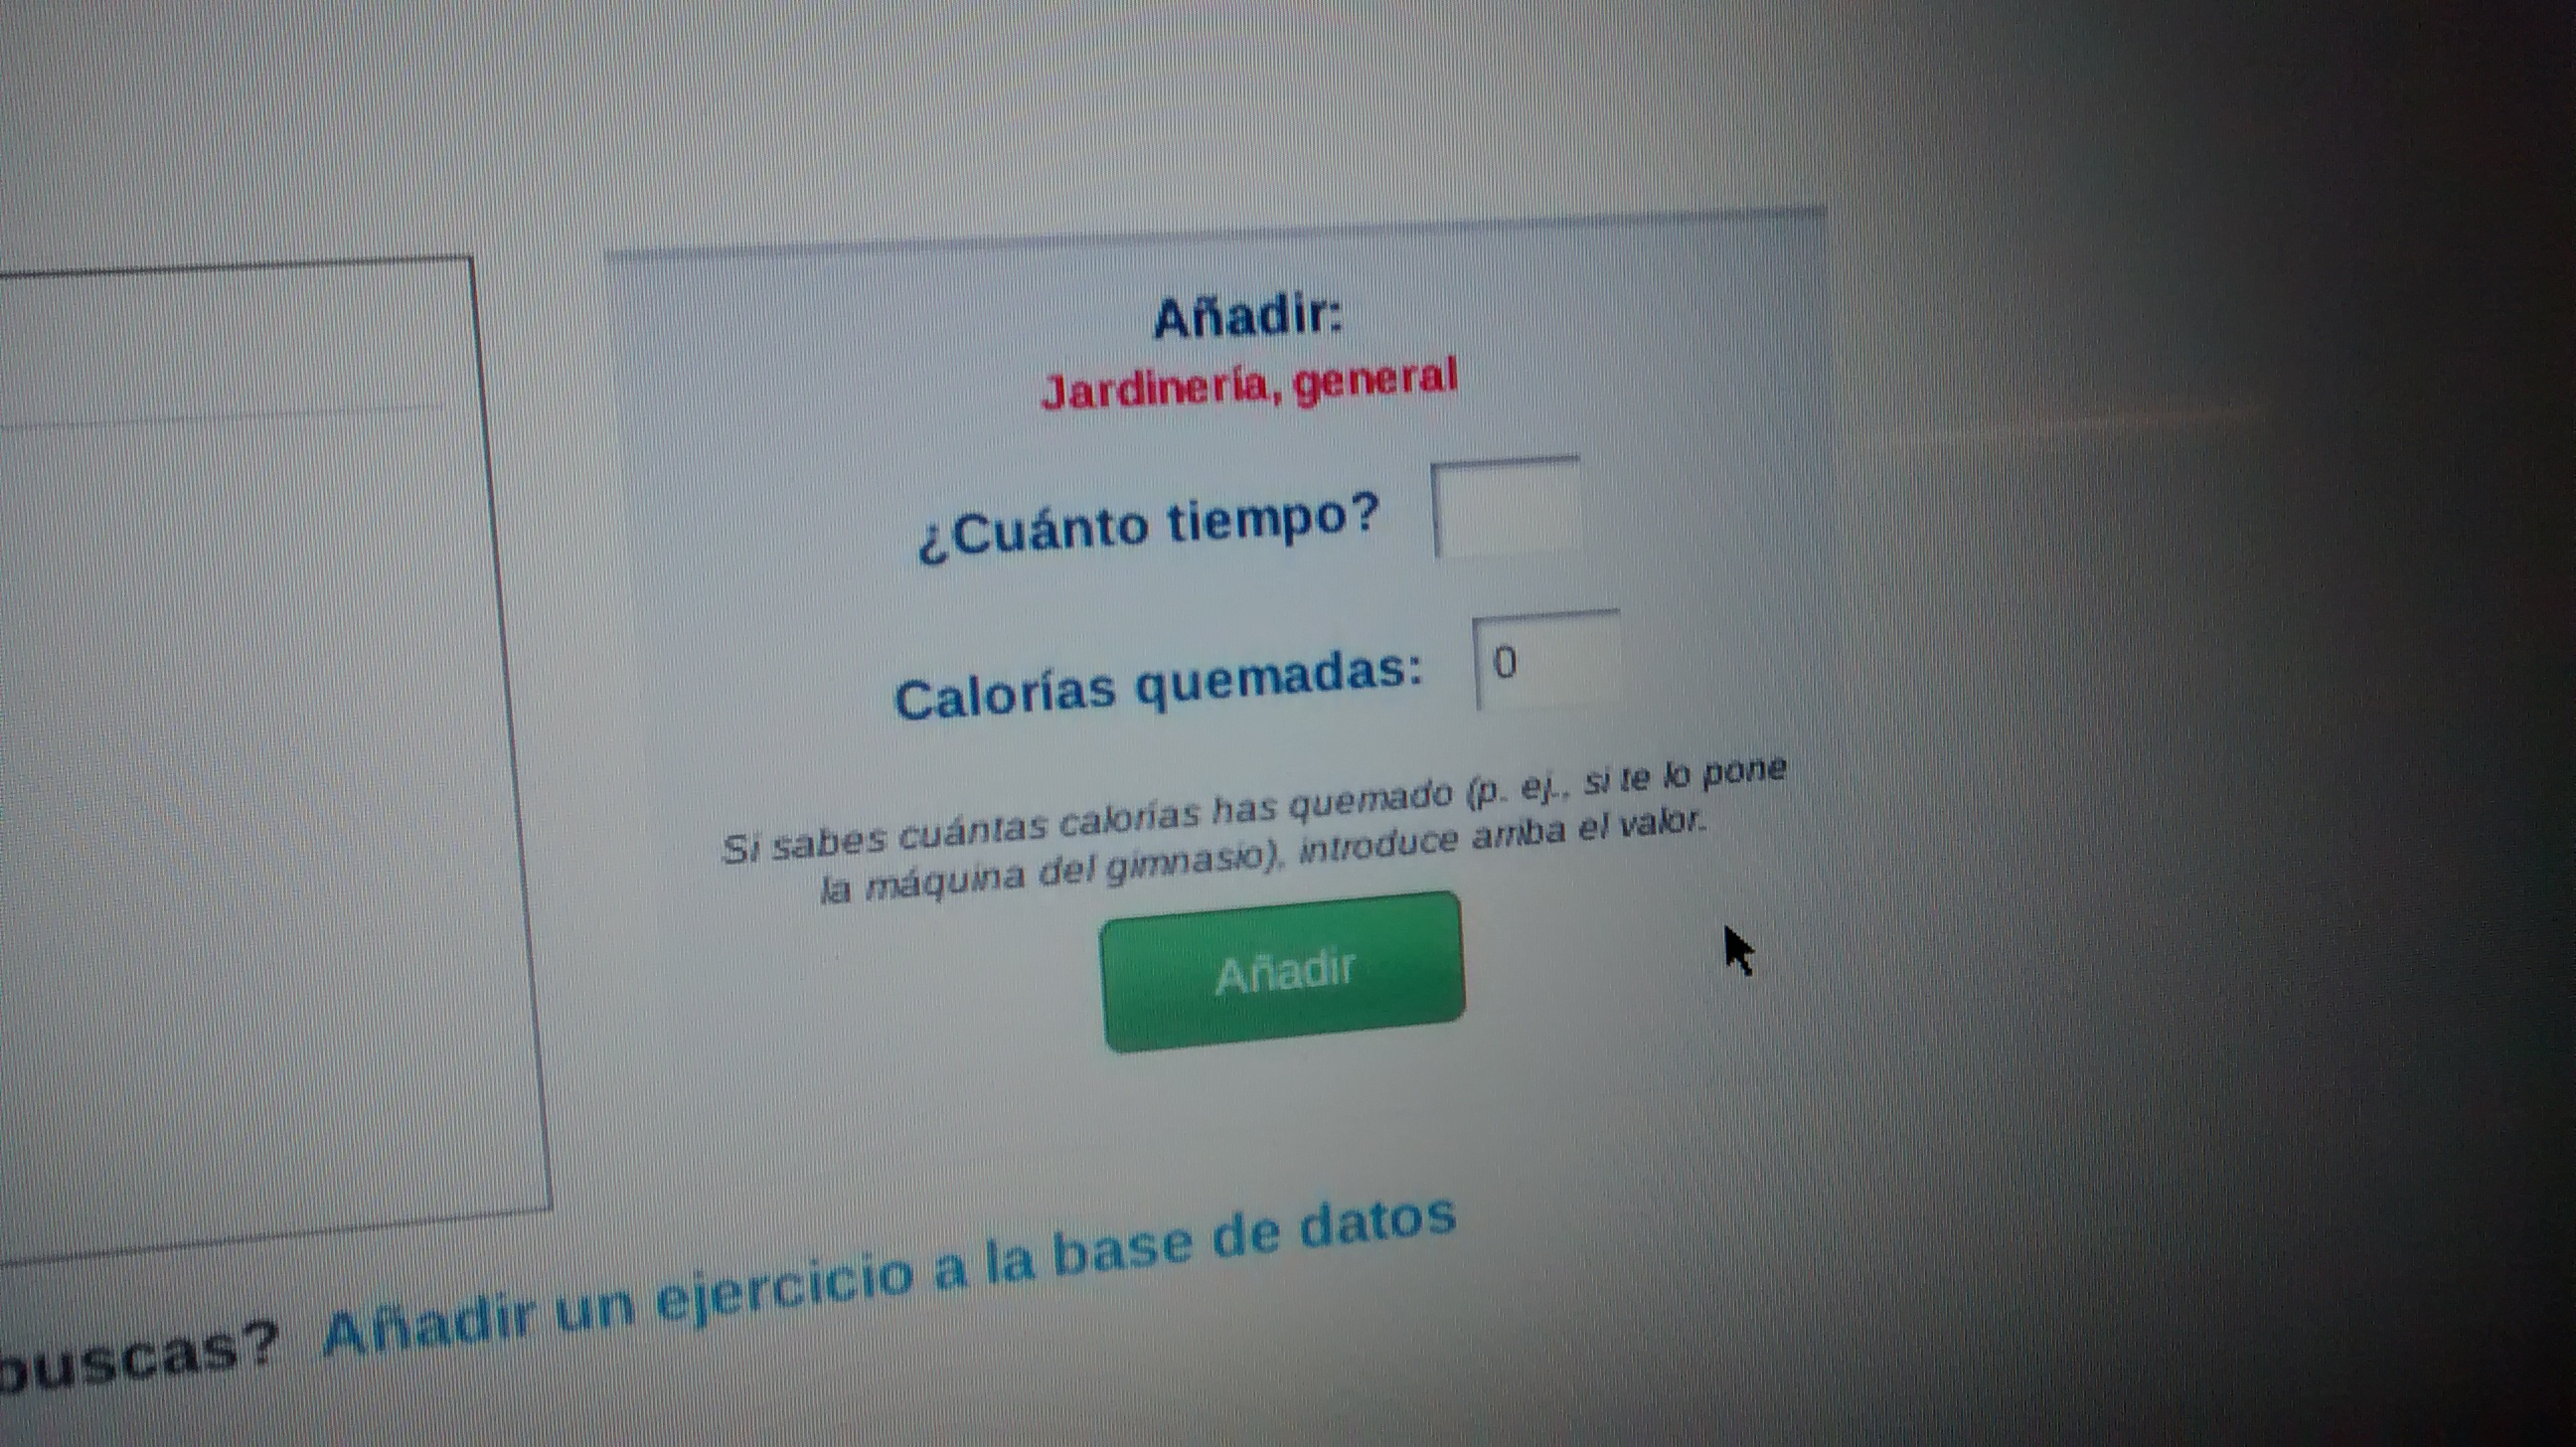 Añadir:
Jardinería, general
¿Cuánto tiempo?
Calorías quemadas: 0
Si sabes cuántas calorías has quemado (p. ej., si te lo pone
la máquina del gimnasio), introduce arriba el valor.
Añadir
buscas? Añadir un ejercicio a la base de datos